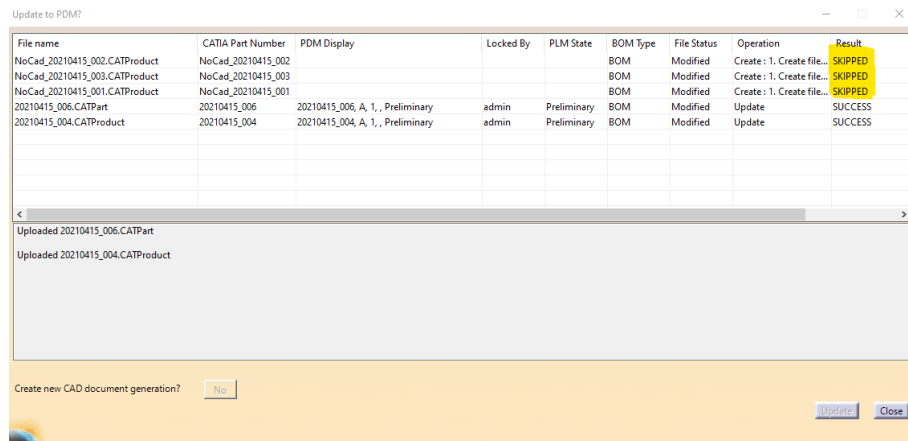 Update to PDM?
File name CATIA Part Number PDM Display Locked By PLM State BOM Type File Status Operation Result
NoCad_20210415_002.CATProduct NoCad_20210415_002 BOM Modified Create : 1. Create file... SKIPPED
NoCad_20210415_003.CATProduct NoCad_20210415_003 BOM Modified Create : 1. Create file... SKIPPED
NoCad_20210415_001.CATProduct NoCad_20210415_001 BOM Modified Create : 1. Create file... SKIPPED
20210415_006.CATPart 20210415_006 20210415_006, A, 1, , Preliminary admin Preliminary BOM Modified Update SUCCESS
20210415_004.CATProduct 20210415_004 20210415_004, A, 1, , Preliminary admin Preliminary BOM Modified Update SUCCESS
Uploaded 20210415_006.CATPart
Uploaded 20210415_004.CATProduct
Create new CAD document generation? No
Update Close